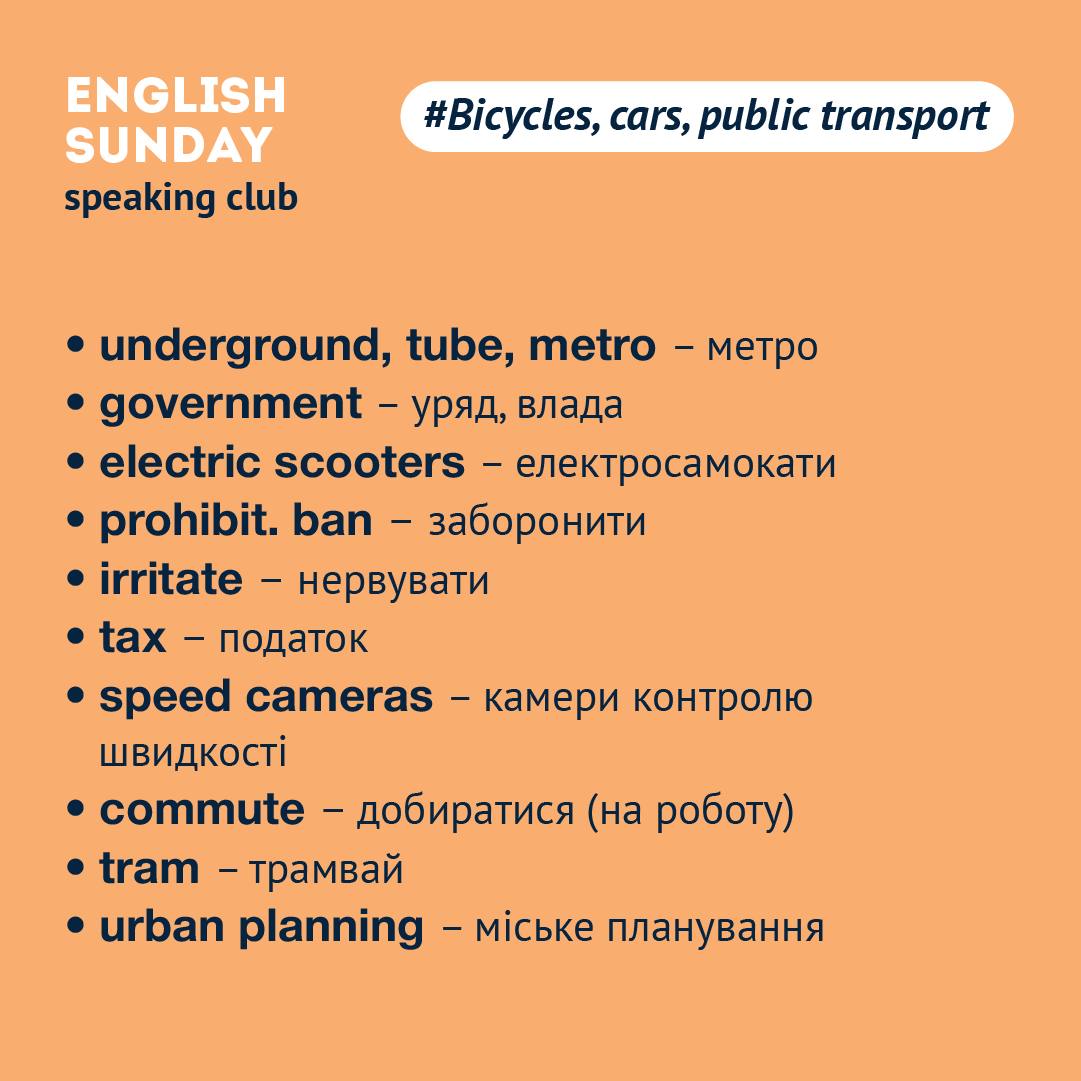 ENGLISH
SUNDAY
speaking club
#Bicycles, cars, public transport
• underground, tube, metro – метро
• government – уряд, влада
• electric scooters – електросамокати
• prohibit. ban – заборонити
• irritate – нервувати
• tax – податок
• speed cameras – камери контролю
швидкості
• commute – добиратися (на роботу)
• tram – трамвай
• urban planning – міське планування